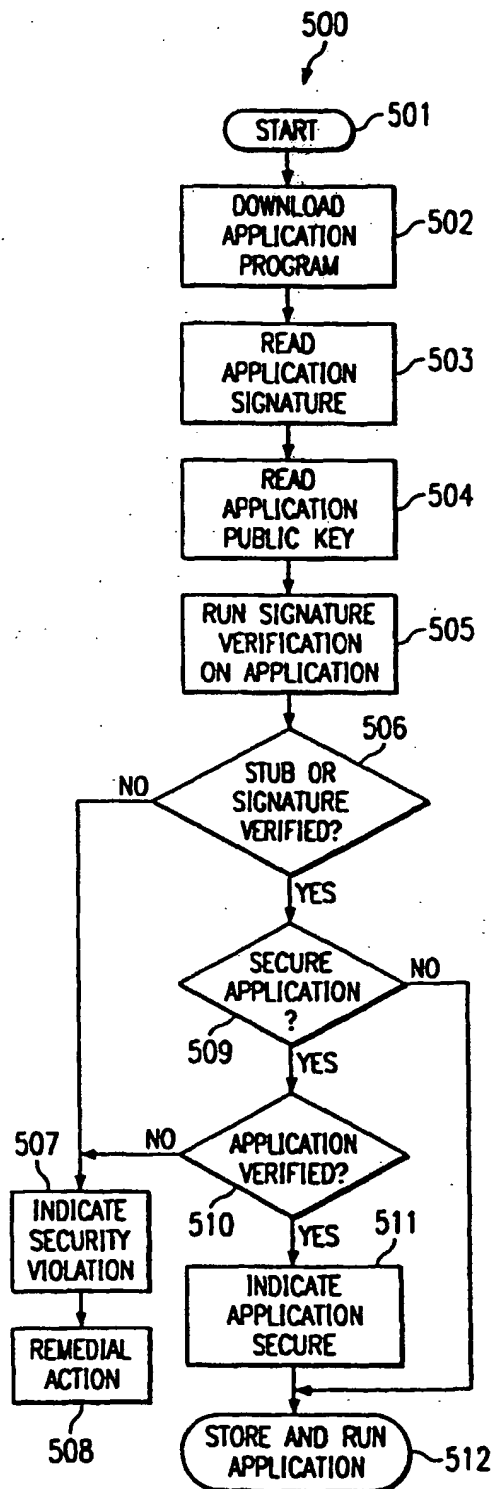 500
START
501
DOWNLOAD
APPLICATION
PROGRAM
502
READ
APPLICATION
SIGNATURE
503
READ
APPLICATION
PUBLIC KEY
504
RUN SIGNATURE
VERIFICATION
ON APPLICATION
505
506
STUB OR
SIGNATURE
VERIFIED?
NO
YES
SECURE
APPLICATION
?
NO
509
YES
507
NO
APPLICATION
VERIFIED?
510
YES
511
INDICATE
SECURITY
VIOLATION
INDICATE
APPLICATION
SECURE
REMEDIAL
ACTION
508
STORE AND RUN
APPLICATION
512